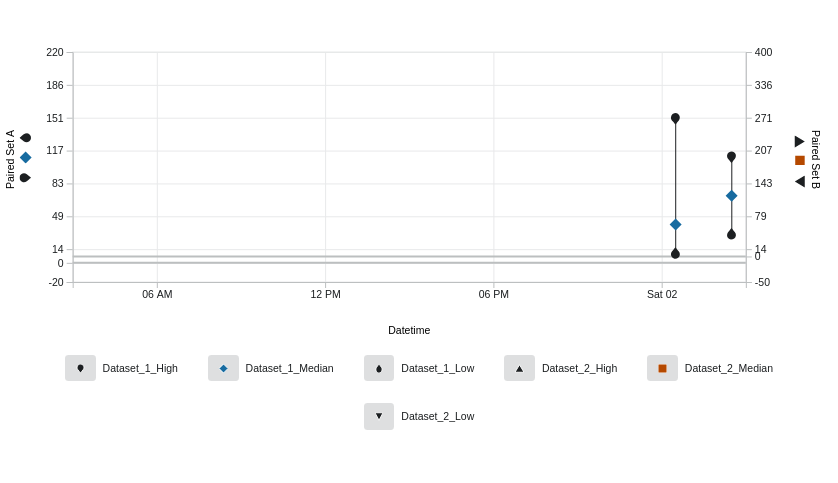 220 400
186 336
151 271
117 207
83 143
49 79
14 14
0 0
-20 -50
Paired Set A
Paired Set B
06 AM 12 PM 06 PM Sat 02
Datetime
Dataset_1_High Dataset_1_Median Dataset_1_Low Dataset_2_High Dataset_2_Median
Dataset_2_Low